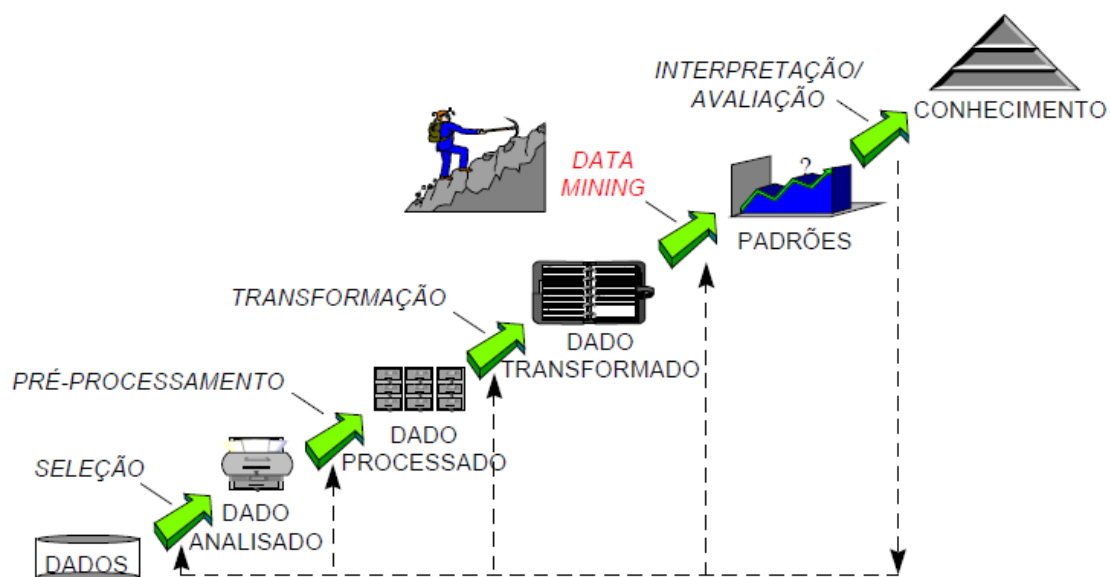 INTERPRETAÇÃO/
AVALIAÇÃO
CONHECIMENTO
DATA
MINING
?
PADRÕES
TRANSFORMAÇÃO
DADO
TRANSFORMADO
PRÉ-PROCESSAMENTO
DADO
PROCESSADO
SELEÇÃO
DADO
ANALISADO
DADOS